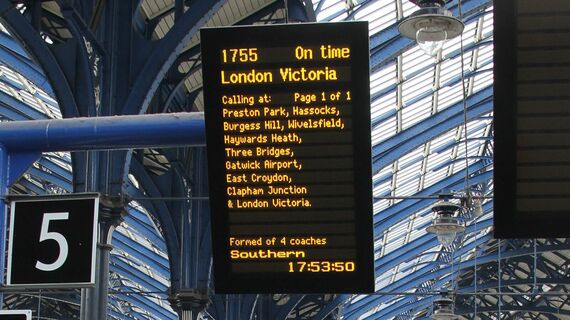 1755 On time
London Victoria
Calling at: Page 1 of 1
Preston Park, Hassocks,
Burgess Hill, Wivelsfield,
Haywards Heath,
Three Bridges,
Gatwick Airport,
East Croydon,
Clapham Junction
& London Victoria.
Formed of 4 coaches
Southern
17:53:50
5